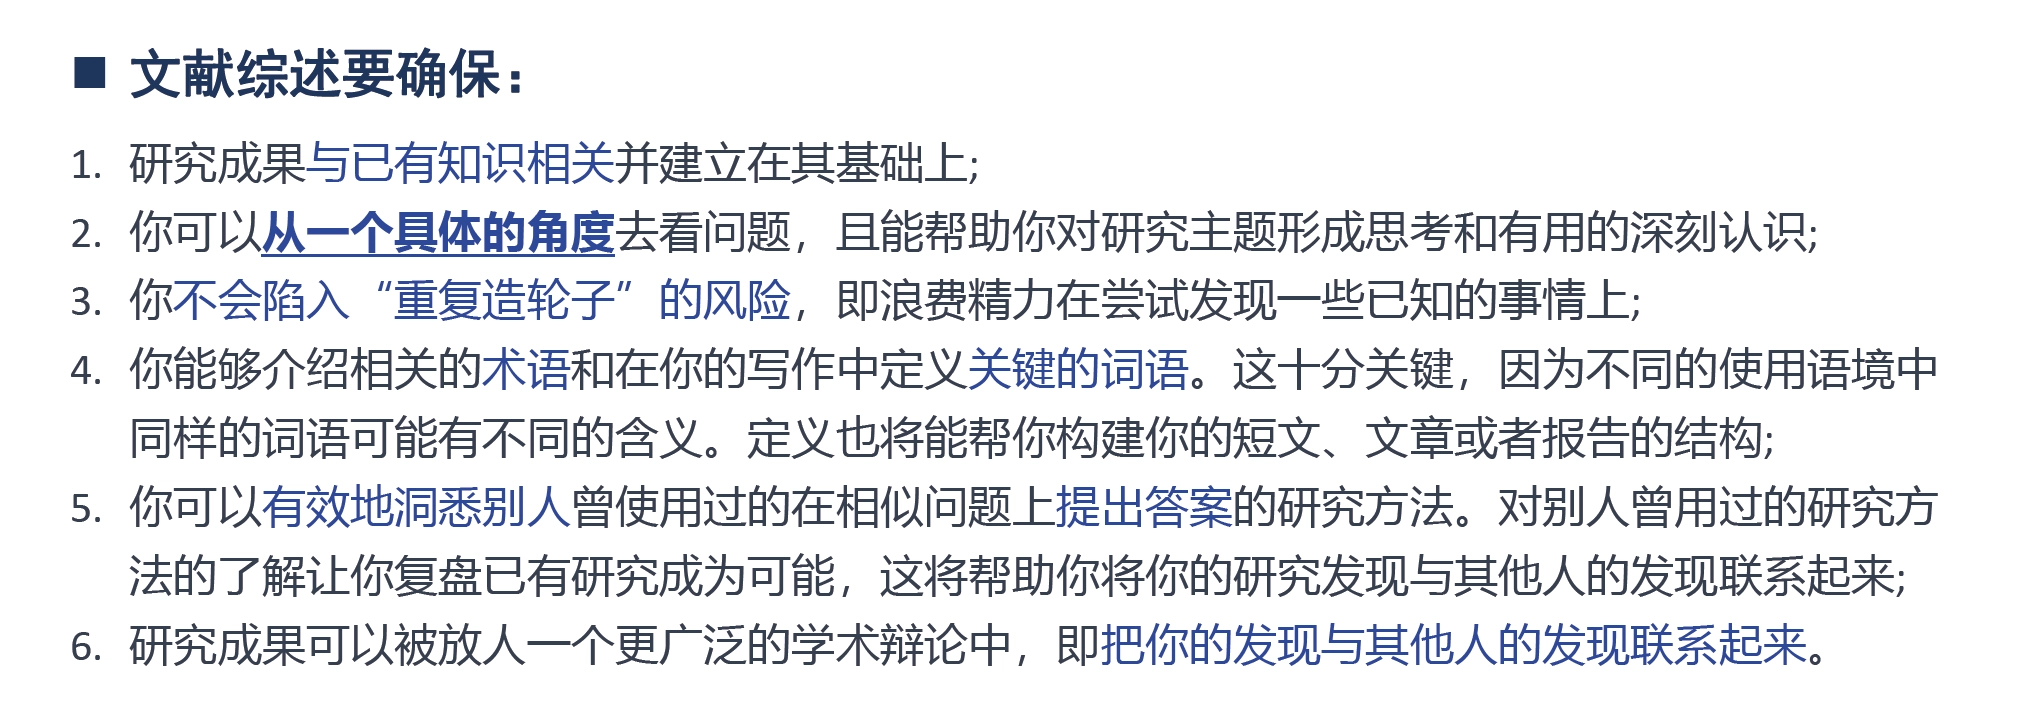 ■ 文献综述要确保：
1. 研究成果与已有知识相关并建立在其基础上;
2. 你可以从一个具体的角度去看问题，且能帮助你对研究主题形成思考和有用的深刻认识;
3. 你不会陷入“重复造轮子”的风险，即浪费精力在尝试发现一些已知的事情上;
4. 你能够介绍相关的术语和在你的写作中定义关键的词语。这十分关键，因为不同的使用语境中
同样的词语可能有不同的含义。定义也将能帮你构建你的短文、文章或者报告的结构;
5. 你可以有效地洞悉别人曾使用过的在相似问题上提出答案的研究方法。对别人曾用过的研究方
法的了解让你复盘已有研究成为可能，这将帮助你将你的研究发现与其他人的发现联系起来;
6. 研究成果可以被放人一个更广泛的学术辩论中，即把你的发现与其他人的发现联系起来。